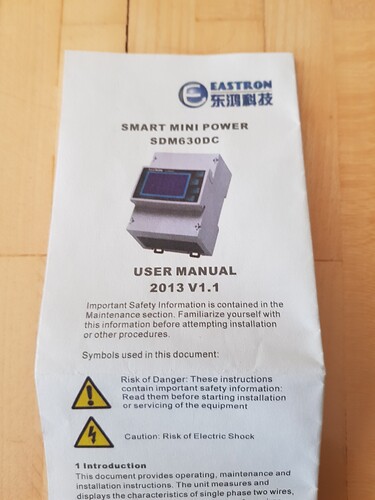 EASTRON
东鸿科技
SMART MINI POWER
SDM630DC
USER MANUAL
2013 V1.1
Important Safety Information is contained in the
Maintenance section. Familiarize yourself with
this information before attempting installation
or other procedures.
Symbols used in this document:
Risk of Danger: These instructions
contain important safety information:
Read them before starting installation
or servicing of the equipment
Caution: Risk of Electric Shock
1 Introduction
This document provides operating, maintenance and
installation instructions. The unit measures and
displays the characteristics of single phase two wires,